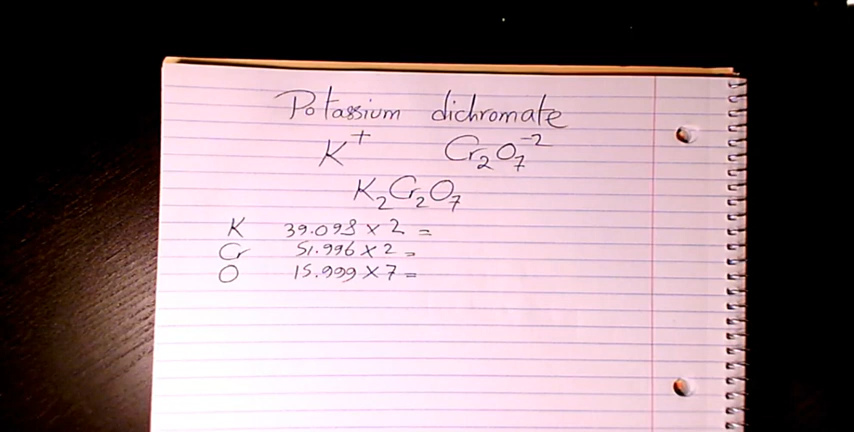 Potassium dichromate
K⁺ Cr₂O₇⁻²
K₂Cr₂O₇
K 39.098 × 2 =
Cr 51.996 × 2 =
O 15.999 × 7 =